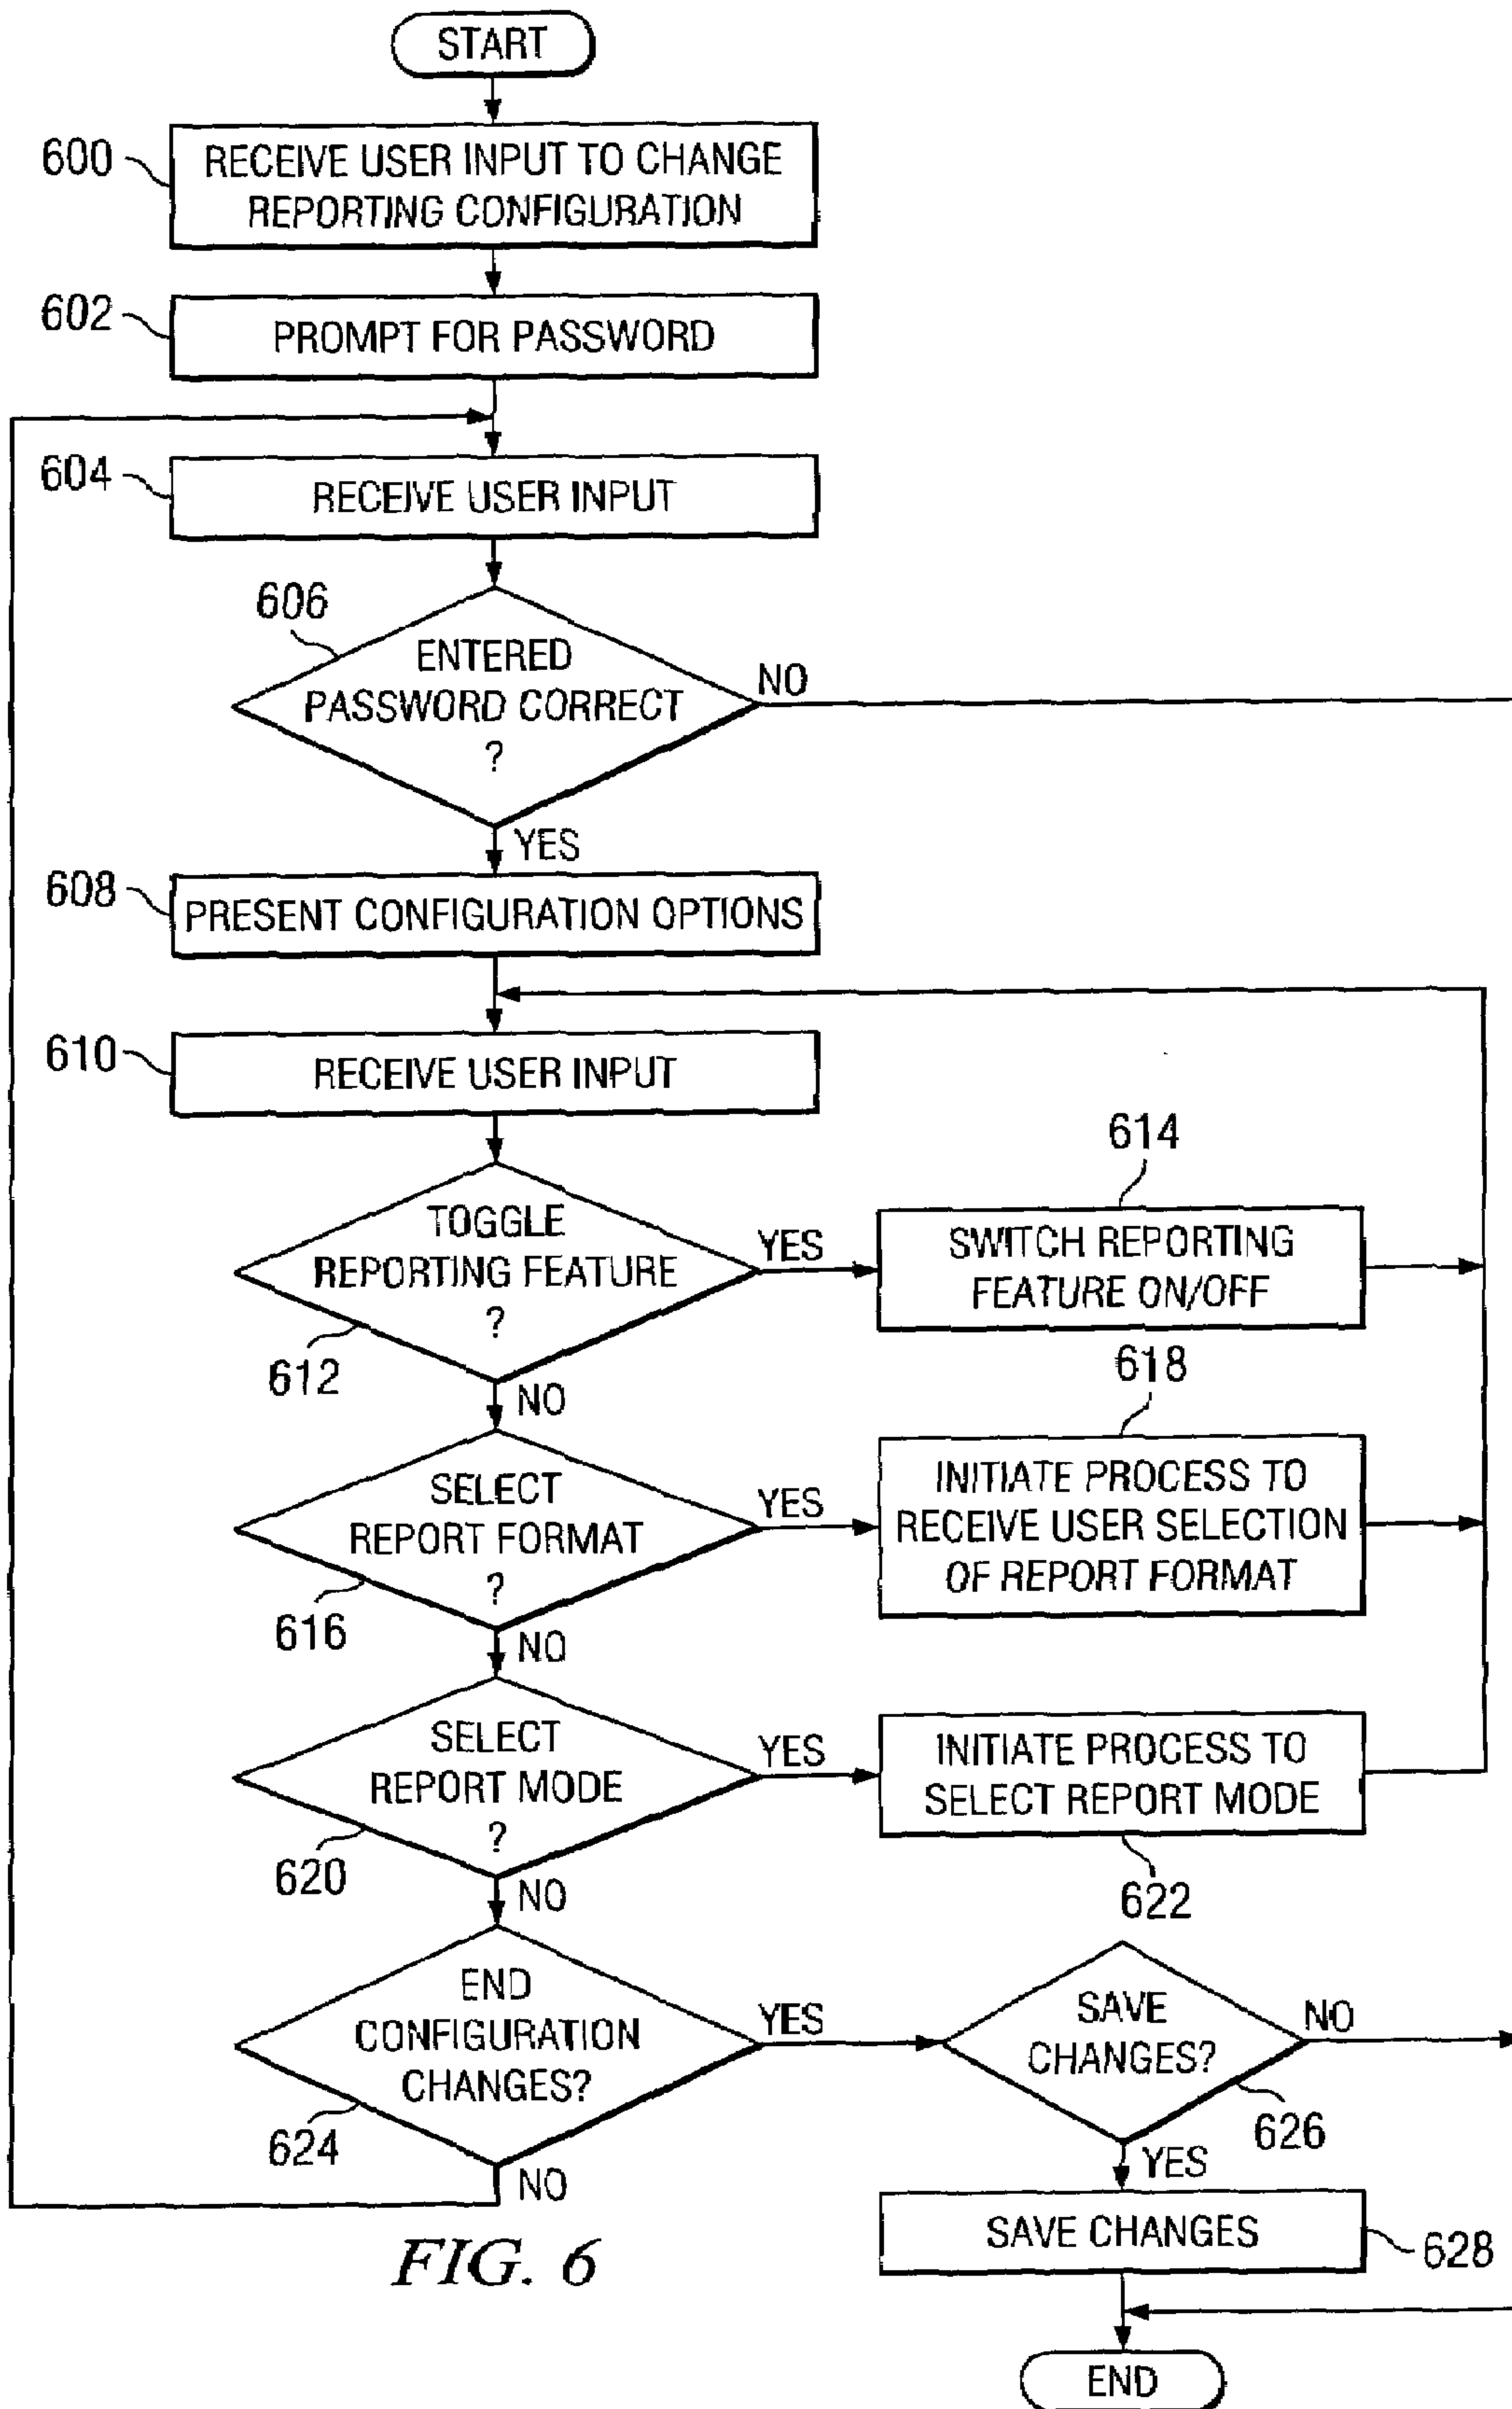 START
600
RECEIVE USER INPUT TO CHANGE
REPORTING CONFIGURATION
602
PROMPT FOR PASSWORD
604
RECEIVE USER INPUT
606
ENTERED
PASSWORD CORRECT
?
NO
YES
608
PRESENT CONFIGURATION OPTIONS
610
RECEIVE USER INPUT
TOGGLE
REPORTING FEATURE
?
612
YES
614
SWITCH REPORTING
FEATURE ON/OFF
NO
SELECT
REPORT FORMAT
?
616
YES
618
INITIATE PROCESS TO
RECEIVE USER SELECTION
OF REPORT FORMAT
NO
SELECT
REPORT MODE
?
620
YES
INITIATE PROCESS TO
SELECT REPORT MODE
622
NO
END
CONFIGURATION
CHANGES?
624
YES
SAVE
CHANGES?
626
NO
NO
YES
SAVE CHANGES
628
FIG. 6
END